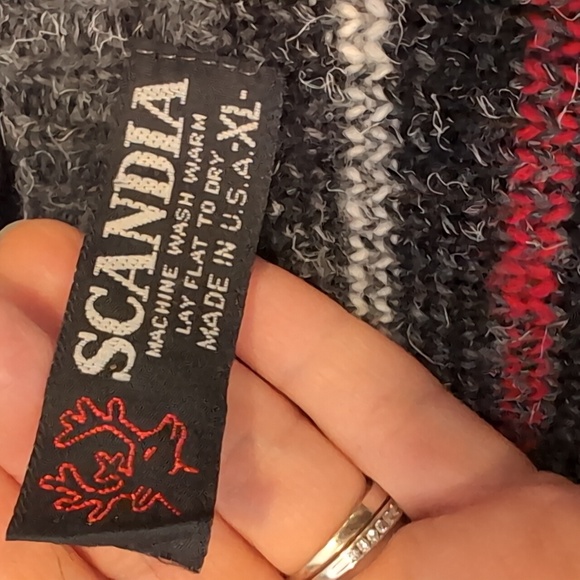 SCANDIA
MACHINE WASH WARM
LAY FLAT TO DRY
MADE IN U.S.A.-XL-